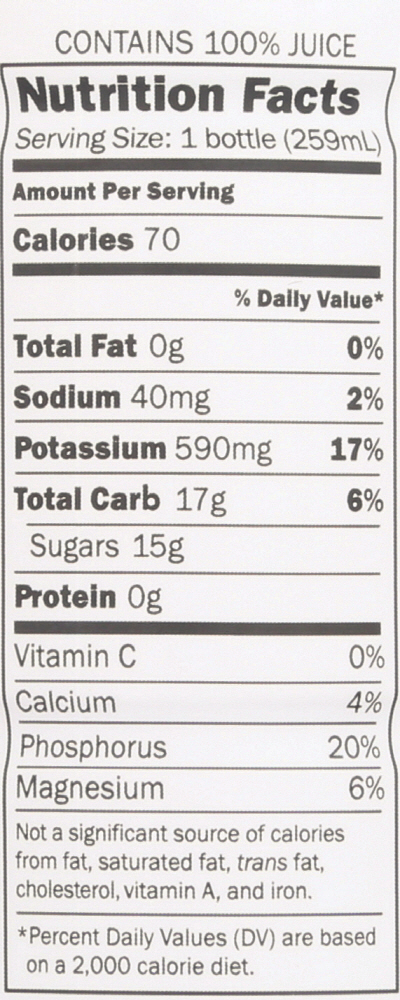 CONTAINS 100% JUICE
Nutrition Facts
Serving Size: 1 bottle (259mL)
Amount Per Serving
Calories 70
% Daily Value*
Total Fat 0g 0%
Sodium 40mg 2%
Potassium 590mg 17%
Total Carb 17g 6%
Sugars 15g
Protein 0g
Vitamin C 0%
Calcium 4%
Phosphorus 20%
Magnesium 6%
Not a significant source of calories
from fat, saturated fat, trans fat,
cholesterol, vitamin A, and iron.
*Percent Daily Values (DV) are based
on a 2,000 calorie diet.